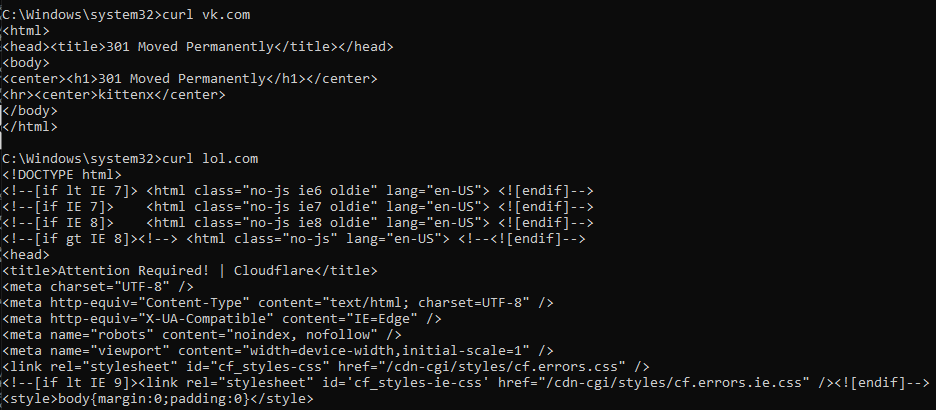 C:\Windows\system32>curl vk.com
<html>
<head><title>301 Moved Permanently</title></head>
<body>
<center><h1>301 Moved Permanently</h1></center>
<hr><center>kittenx</center>
</body>
</html>
C:\Windows\system32>curl lol.com
<!DOCTYPE html>
<!--[if lt IE 7]> <html class="no-js ie6 oldie" lang="en-US"> <![endif]-->
<!--[if IE 7]>    <html class="no-js ie7 oldie" lang="en-US"> <![endif]-->
<!--[if IE 8]>    <html class="no-js ie8 oldie" lang="en-US"> <![endif]-->
<!--[if gt IE 8]><!--> <html class="no-js" lang="en-US"> <!--<![endif]-->
<head>
<title>Attention Required! | Cloudflare</title>
<meta charset="UTF-8" />
<meta http-equiv="Content-Type" content="text/html; charset=UTF-8" />
<meta http-equiv="X-UA-Compatible" content="IE=Edge" />
<meta name="robots" content="noindex, nofollow" />
<meta name="viewport" content="width=device-width,initial-scale=1" />
<link rel="stylesheet" id="cf_styles-css" href="/cdn-cgi/styles/cf.errors.css" />
<!--[if lt IE 9]><link rel="stylesheet" id='cf_styles-ie-css' href="/cdn-cgi/styles/cf.errors.ie.css" /><![endif]-->
<style>body{margin:0;padding:0}</style>